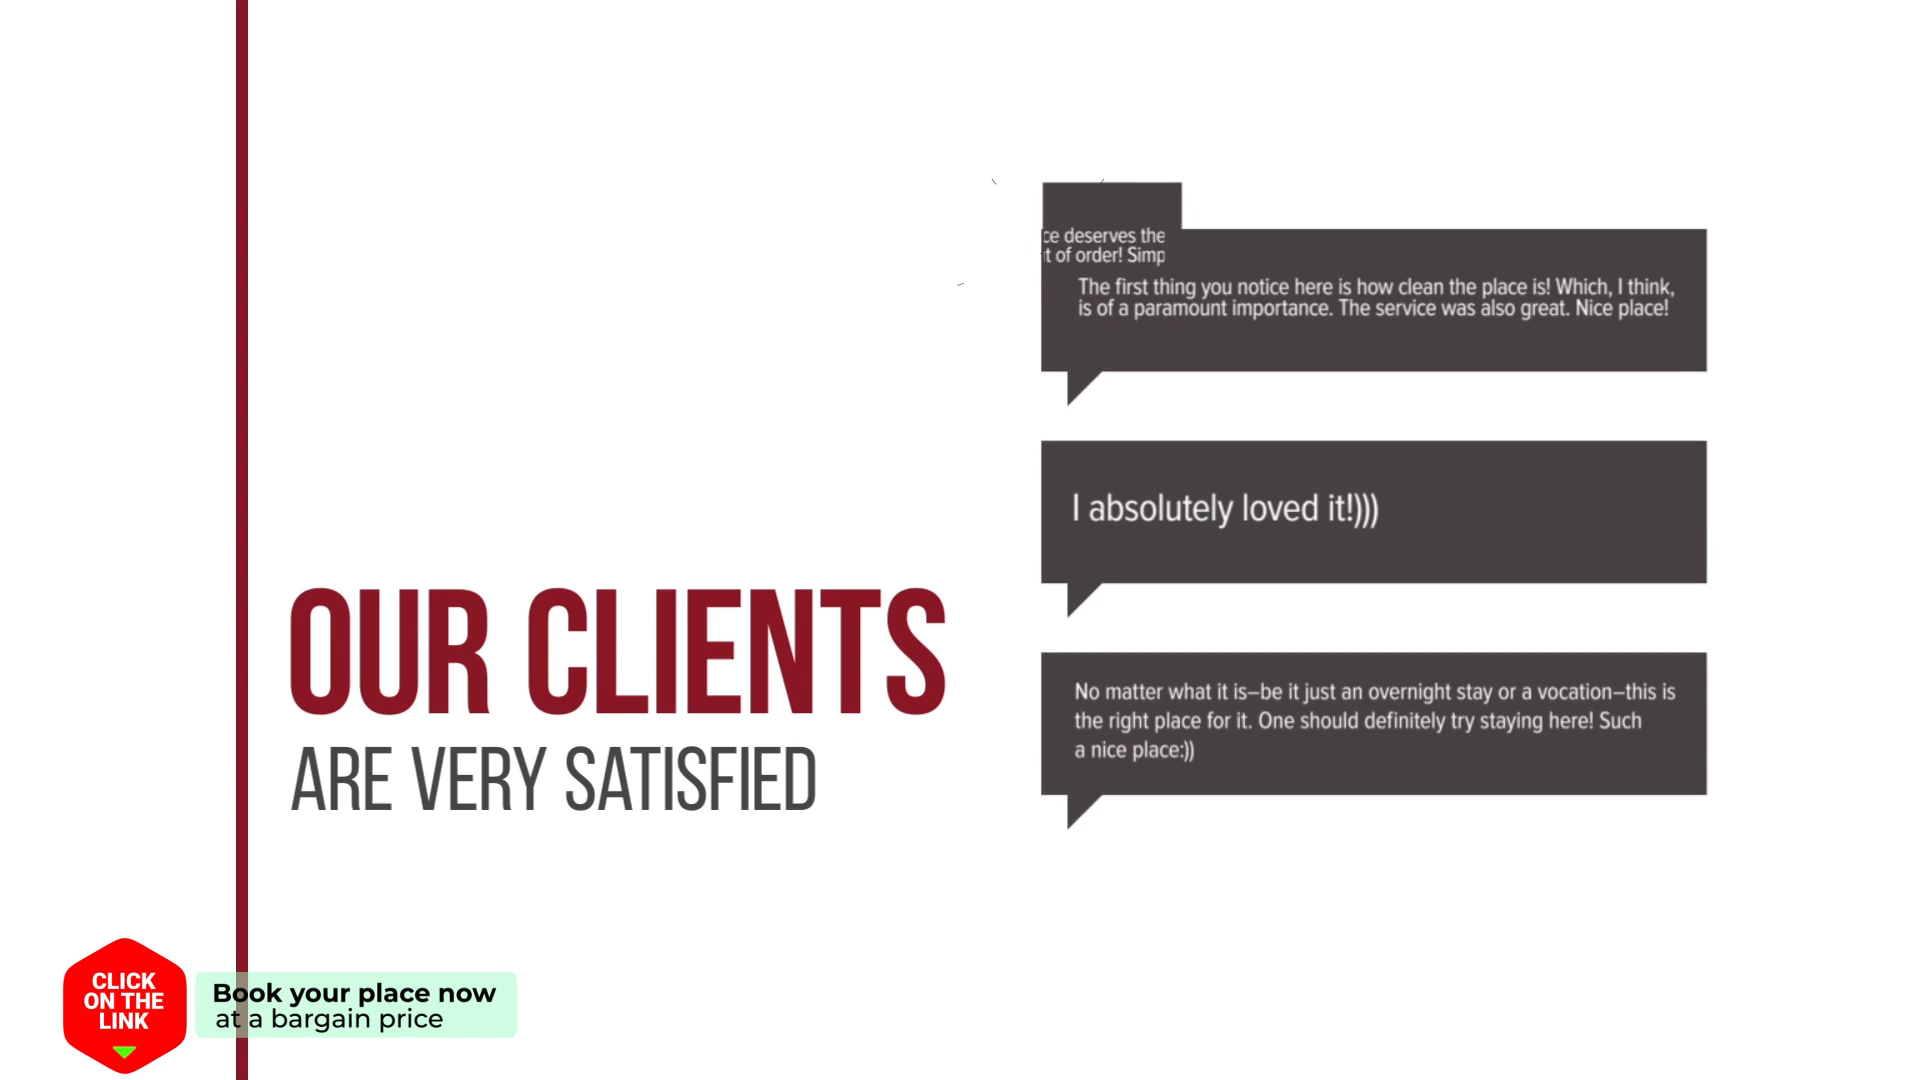 OUR CLIENTS
ARE VERY SATISFIED
deserves the
of order!
The first thing you notice here is how clean the place is! Which, I think,
is of a paramount importance. The service was also great. Nice place!
I absolutely loved it!)))
No matter what it is–be it just an overnight stay or a vocation–this is
the right place for it. One should definitely try staying here! Such
a nice place:))
CLICK
ON THE
LINK
Book your place now
at a bargain price